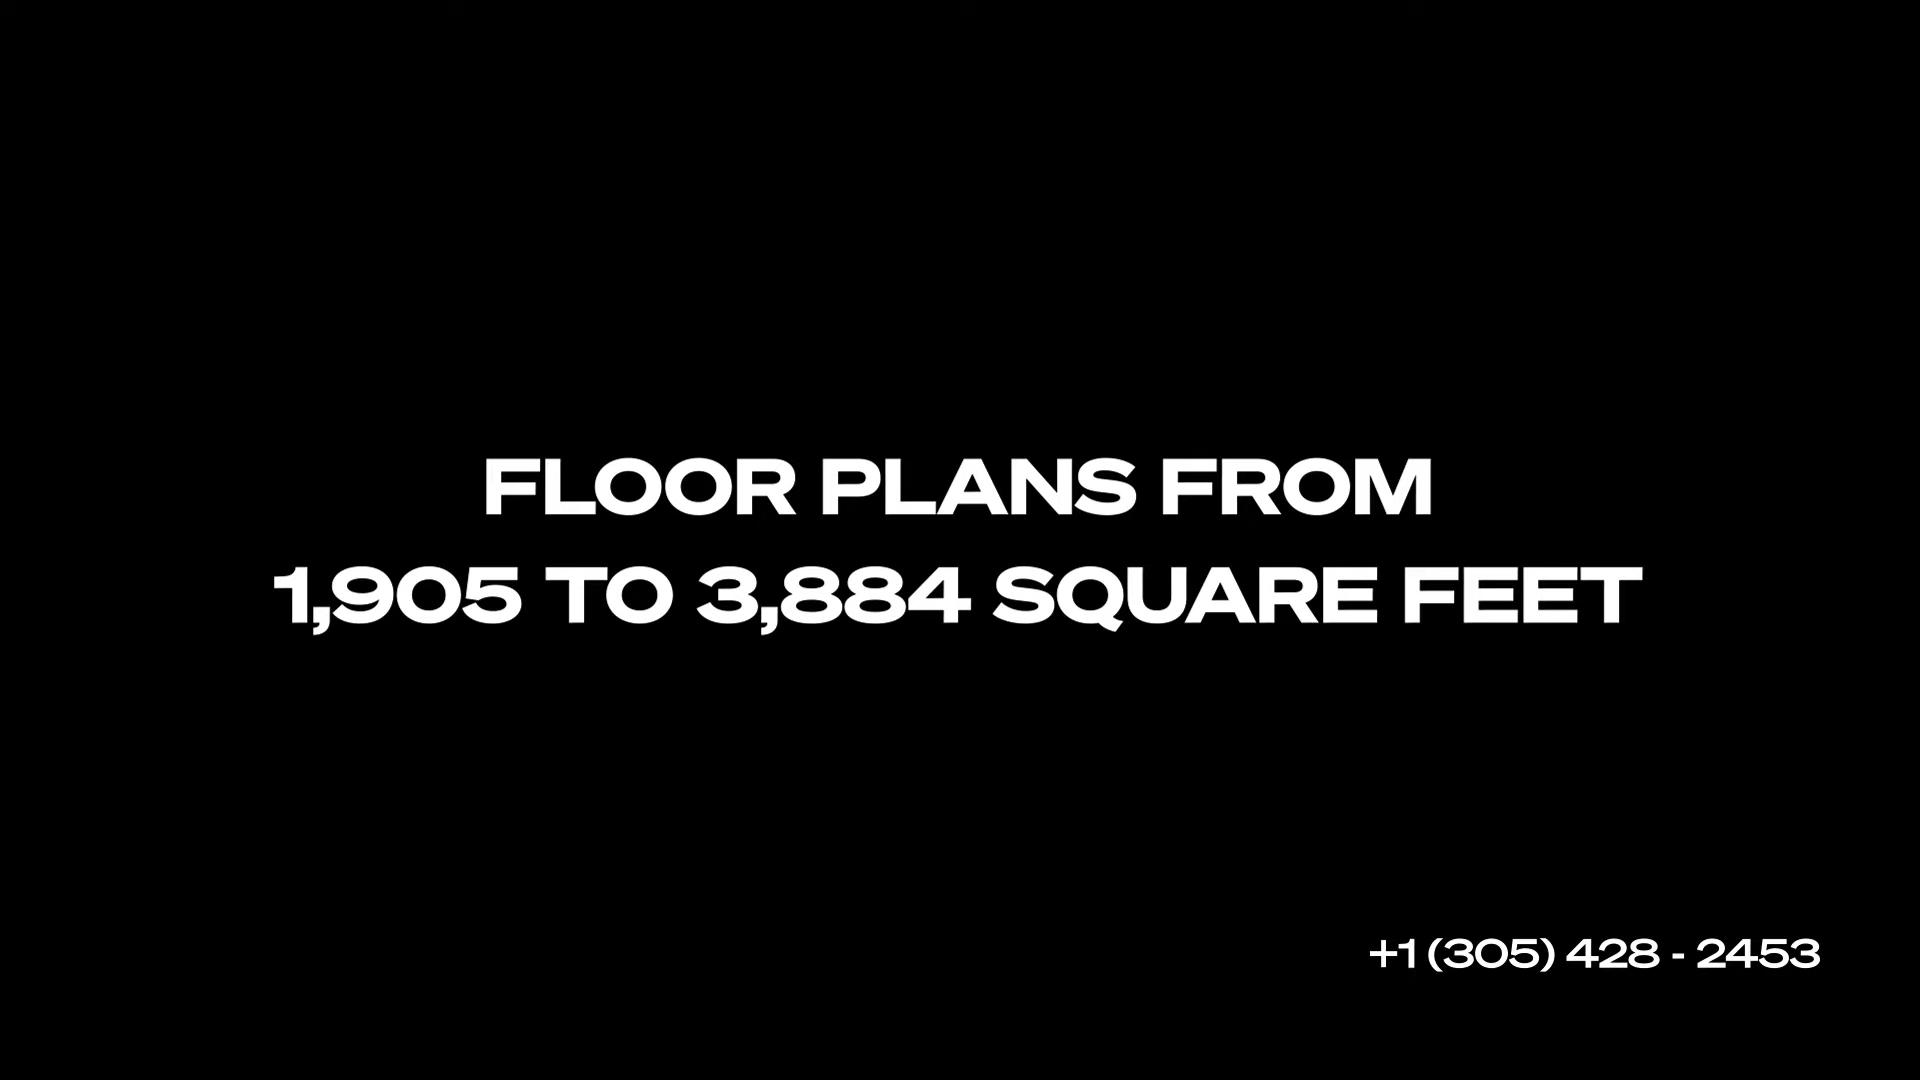 FLOOR PLANS FROM
1,905 TO 3,884 SQUARE FEET
+1 (305) 428 - 2453